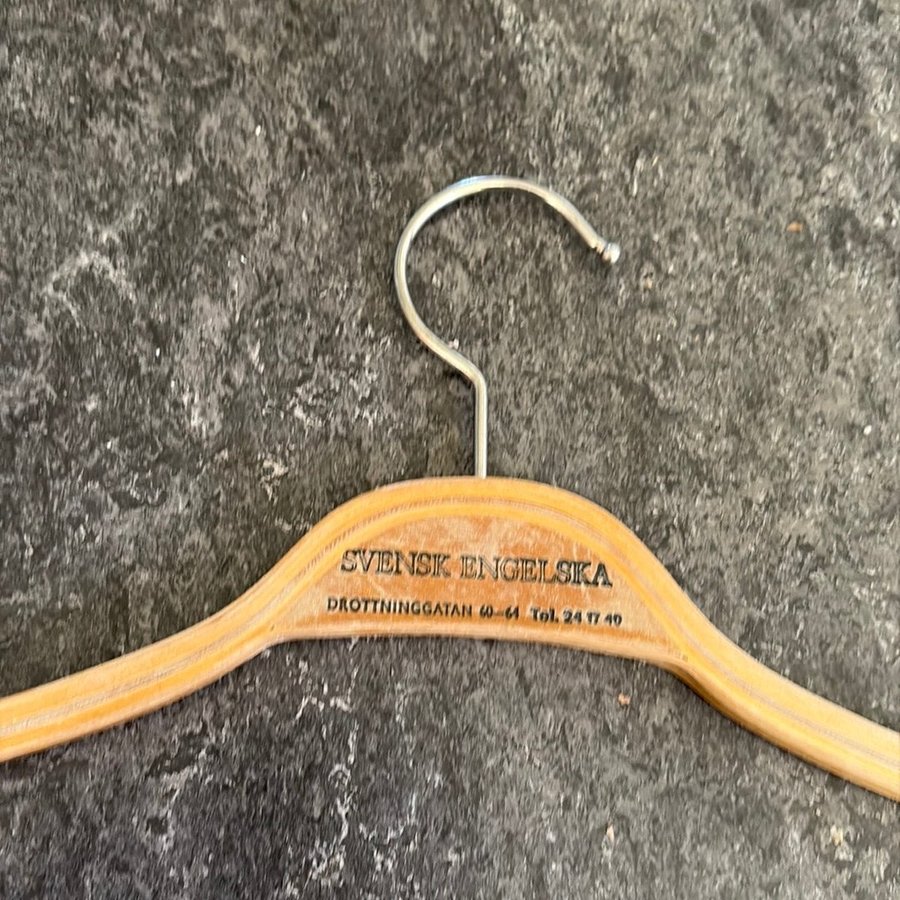 SVENSK ENGELSKA
DROTTNINGGATAN 60-64 Tel. 24 17 40